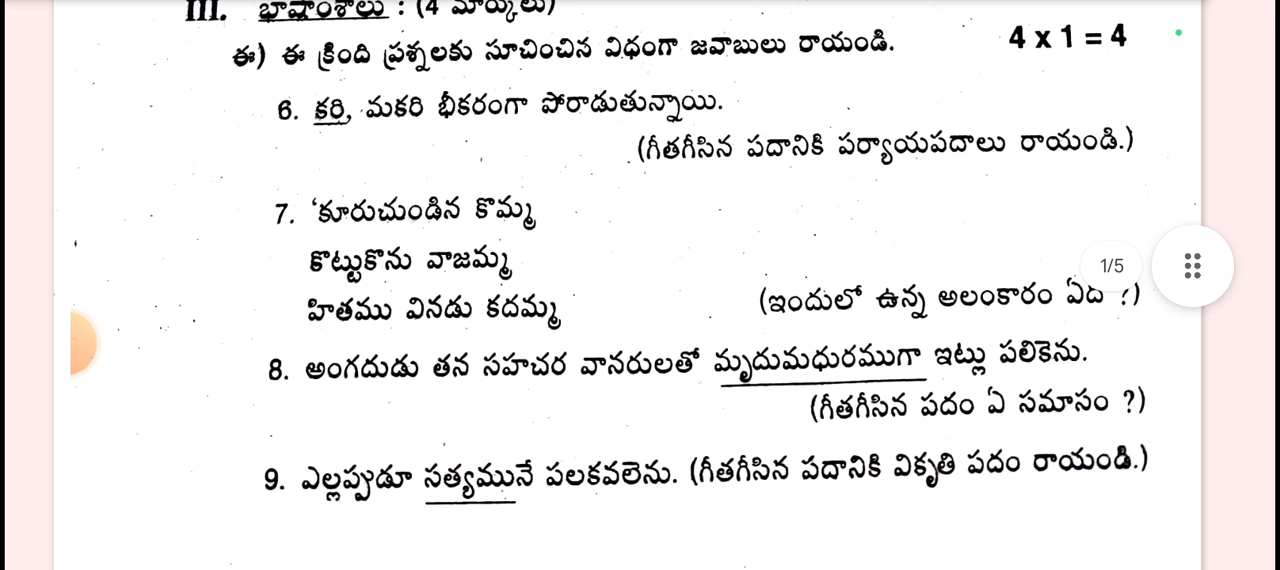 III. భాషాంశాలు : (4 మార్కులు)
ఈ) ఈ క్రింది ప్రశ్నలకు సూచించిన విధంగా జవాబులు రాయండి. 4 x 1 = 4
6. కరి, మకరి భీకరంగా పోరాడుతున్నాయి.
(గీతగీసిన పదానికి పర్యాయపదాలు రాయండి.)
7. ‘కూరుచుండిన కొమ్మ
కొట్టుకొను వాజమ్మ
1/5
హితము వినడు కదమ్మ (ఇందులో ఉన్న అలంకారం ఏది ?)
8. అంగదుడు తన సహచర వానరులతో మృదుమధురముగా ఇట్లు పలికెను.
(గీతగీసిన పదం ఏ సమాసం ?)
9. ఎల్లప్పుడూ సత్యమునే పలకవలెను. (గీతగీసిన పదానికి వికృతి పదం రాయండి.)